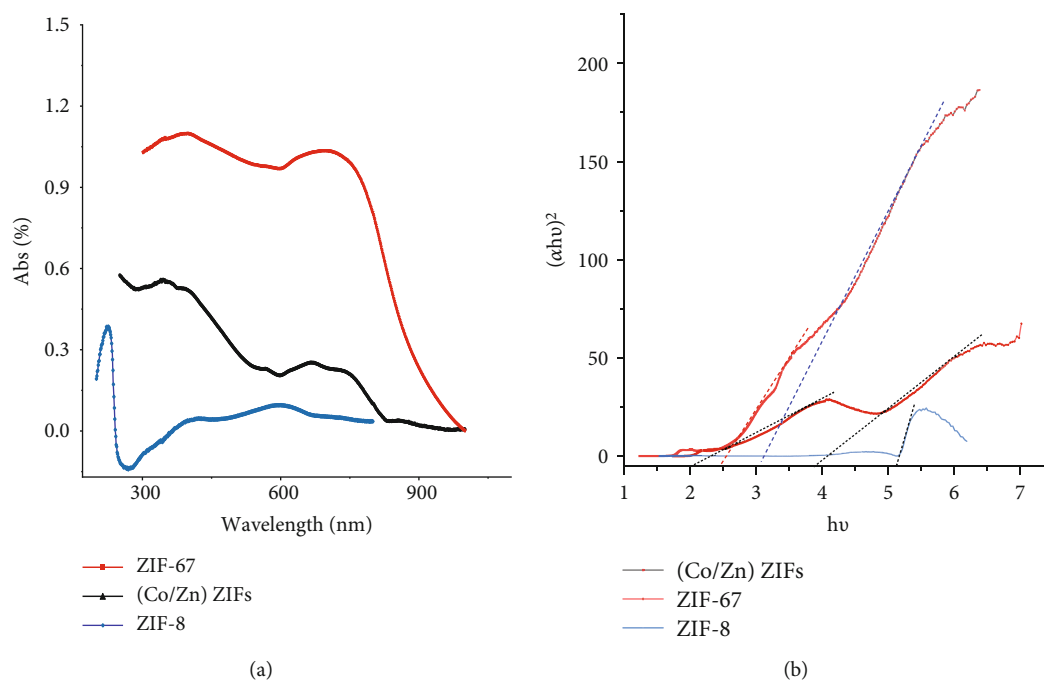 1.5
1.2
0.9
0.6
0.3
0.0
Abs (%)
300
600
900
Wavelength (nm)
ZIF-67
(Co/Zn) ZIFs
ZIF-8
(a)
200
150
100
50
0
(αhυ)²
1
2
3
4
5
6
7
hυ
(Co/Zn) ZIFs
ZIF-67
ZIF-8
(b)